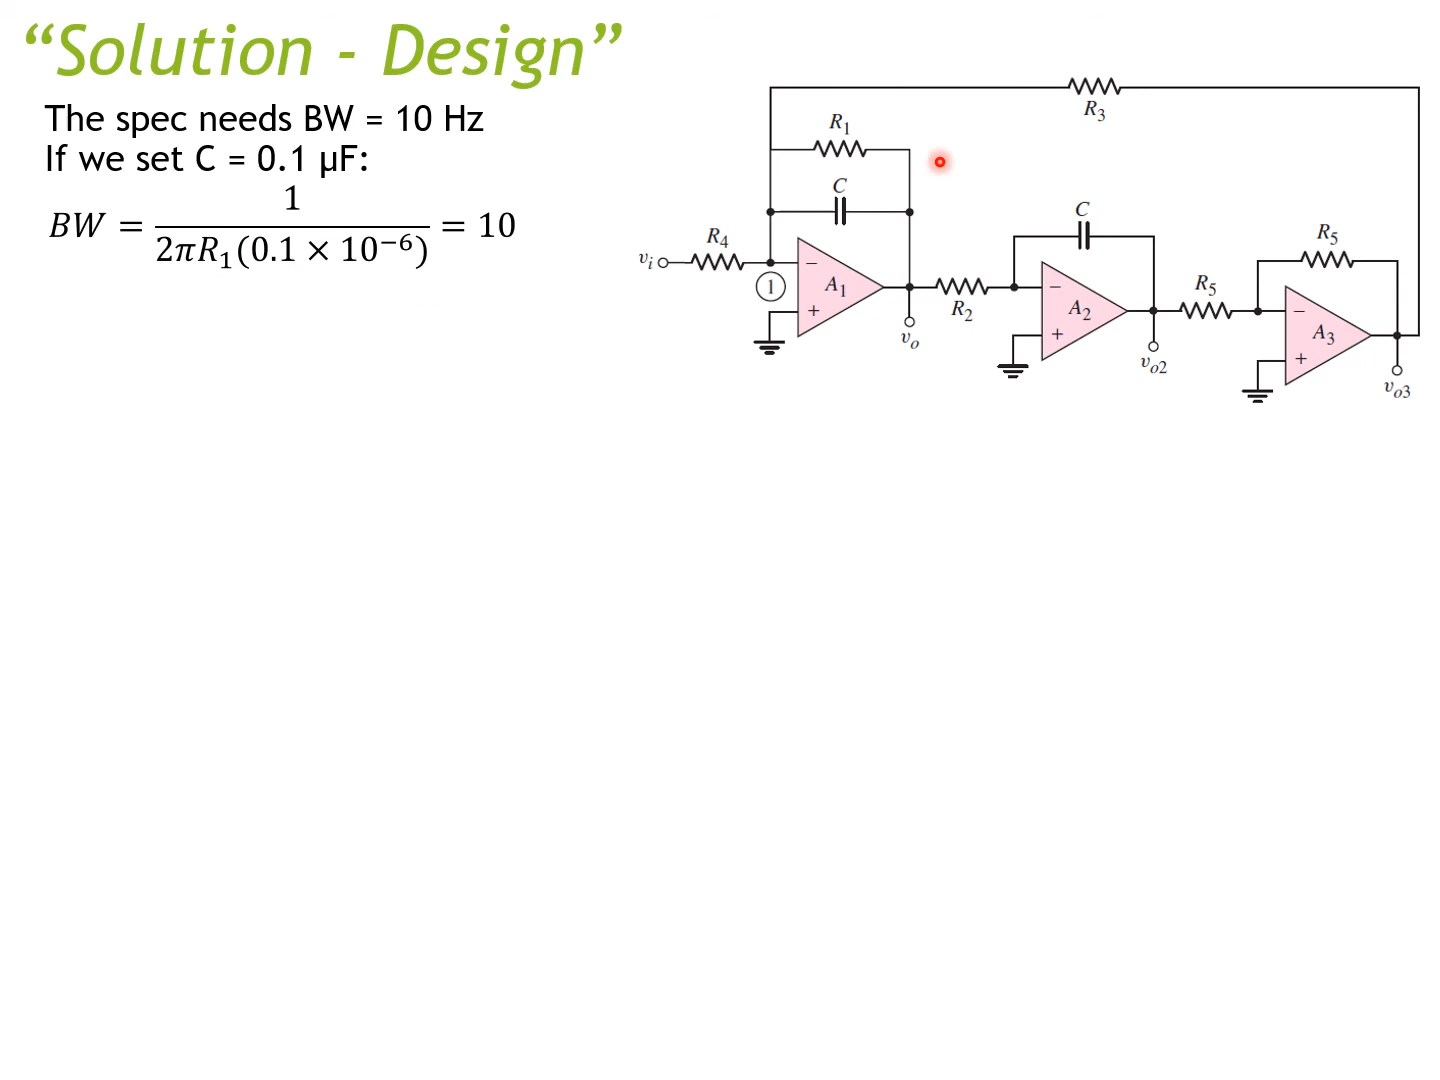 “Solution - Design”
The spec needs BW = 10 Hz
If we set C = 0.1 μF:
BW = 1 / 2πR₁(0.1 × 10⁻⁶) = 10
R₃
R₁
C
R₄
vᵢ
1
−
+
A₁
vₒ
R₂
C
−
+
A₂
vₒ₂
R₅
R₅
−
+
A₃
vₒ₃